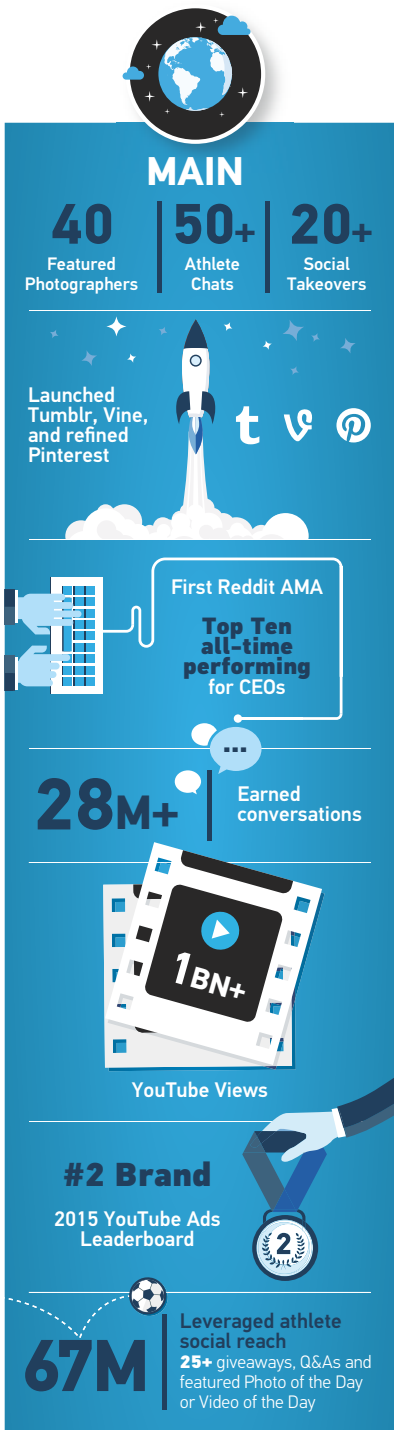 MAIN
40
Featured
Photographers
50+
Athlete
Chats
20+
Social
Takeovers
Launched
Tumblr, Vine,
and refined
Pinterest
First Reddit AMA
Top Ten
all-time
performing
for CEOs
28M+
Earned
conversations
1BN+
YouTube Views
#2 Brand
2015 YouTube Ads
Leaderboard
2
67M
Leveraged athlete
social reach
25+ giveaways, Q&As and
featured Photo of the Day
or Video of the Day